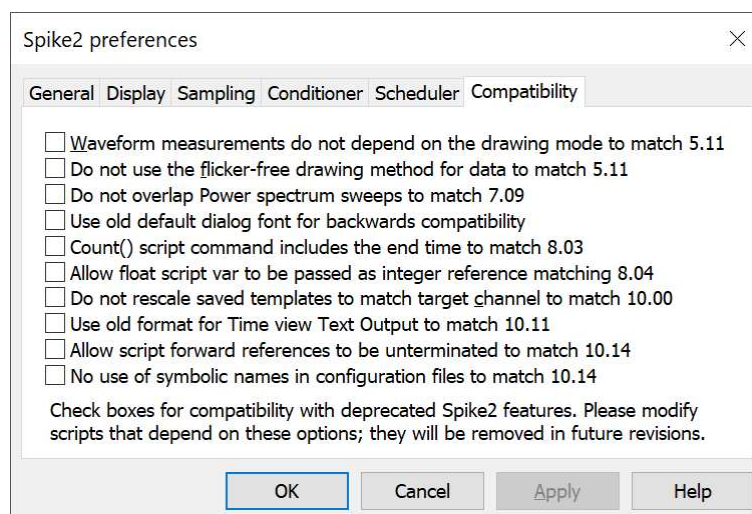 Spike2 preferences
General Display Sampling Conditioner Scheduler Compatibility
Waveform measurements do not depend on the drawing mode to match 5.11
Do not use the flicker-free drawing method for data to match 5.11
Do not overlap Power spectrum sweeps to match 7.09
Use old default dialog font for backwards compatibility
Count() script command includes the end time to match 8.03
Allow float script var to be passed as integer reference matching 8.04
Do not rescale saved templates to match target channel to match 10.00
Use old format for Time view Text Output to match 10.11
Allow script forward references to be unterminated to match 10.14
No use of symbolic names in configuration files to match 10.14
Check boxes for compatibility with deprecated Spike2 features. Please modify
scripts that depend on these options; they will be removed in future revisions.
OK Cancel Apply Help